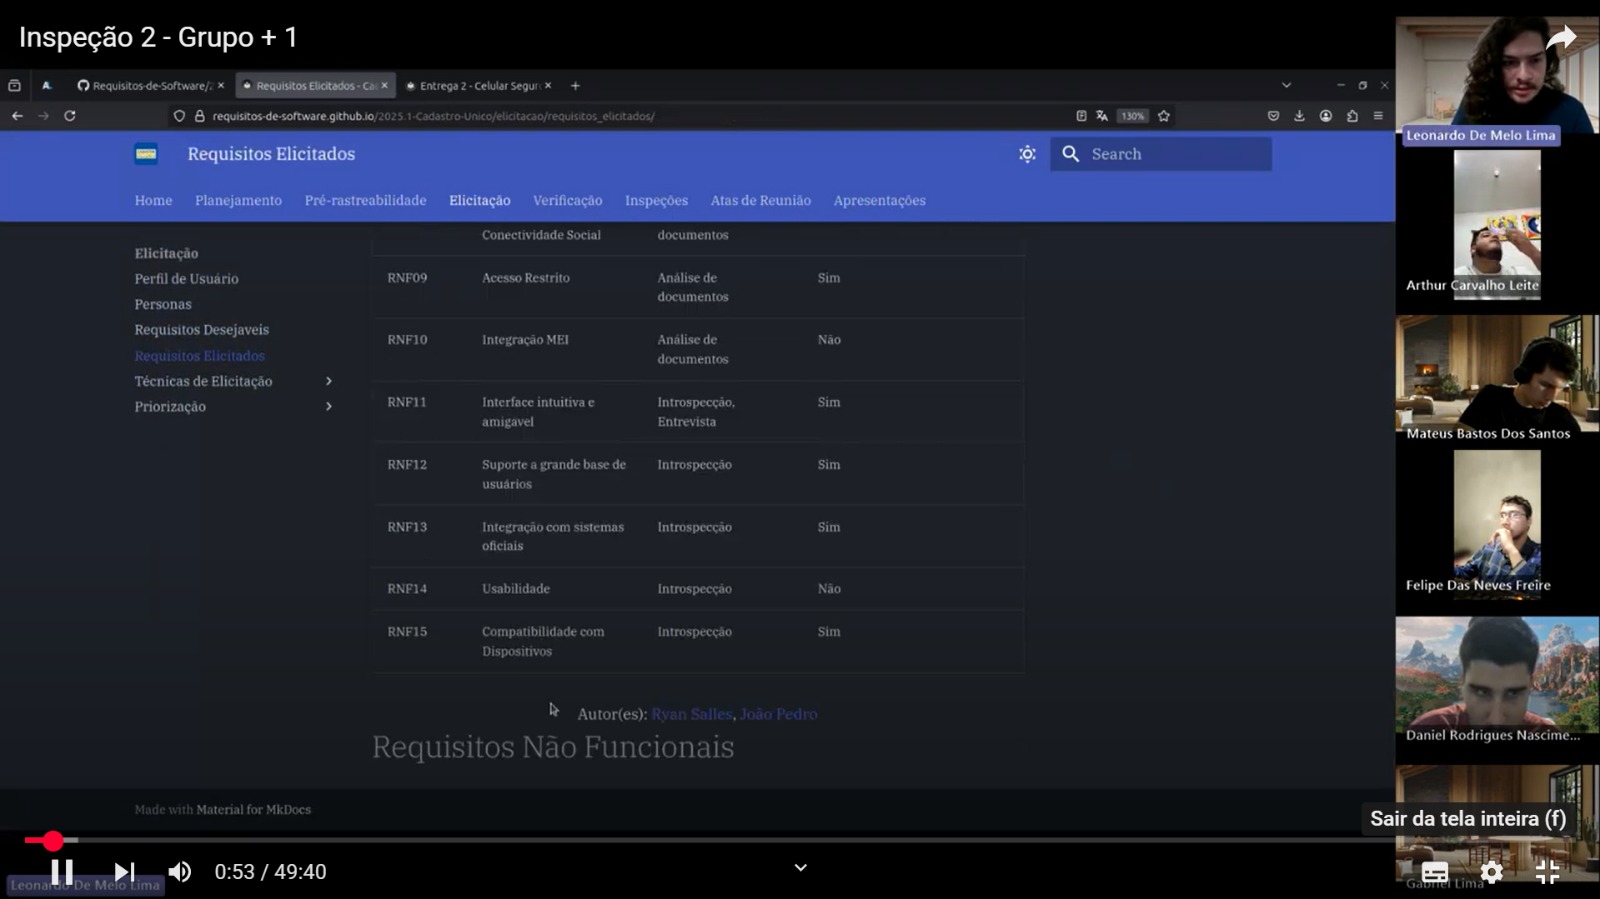 Inspeção 2 - Grupo + 1
Requisitos-de-Software/2
Requisitos Elicitados - Ca
Entrega 2 - Celular Segur
requisitos-de-software.github.io/2025.1-Cadastro-Unico/elicitacao/requisitos_elicitados/
130%
Requisitos Elicitados
Search
Home Planejamento Pré-rastreabilidade Elicitação Verificação Inspeções Atas de Reunião Apresentações
Elicitação
Perfil de Usuário
Personas
Requisitos Desejaveis
Requisitos Elicitados
Técnicas de Elicitação
Priorização
Conectividade Social documentos
RNF09 Acesso Restrito Análise de documentos Sim
RNF10 Integração MEI Análise de documentos Não
RNF11 Interface intuitiva e amigavel Introspecção, Entrevista Sim
RNF12 Suporte a grande base de usuários Introspecção Sim
RNF13 Integração com sistemas oficiais Introspecção Sim
RNF14 Usabilidade Introspecção Não
RNF15 Compatibilidade com Dispositivos Introspecção Sim
Autor(es): Ryan Salles, João Pedro
Requisitos Não Funcionais
Made with Material for MkDocs
Leonardo De Melo Lima
Arthur Carvalho Leite
Mateus Bastos Dos Santos
Felipe Das Neves Freire
Daniel Rodrigues Nascime...
Gabriel Lima
Sair da tela inteira (f)
0:53 / 49:40
Leonardo De Melo Lima